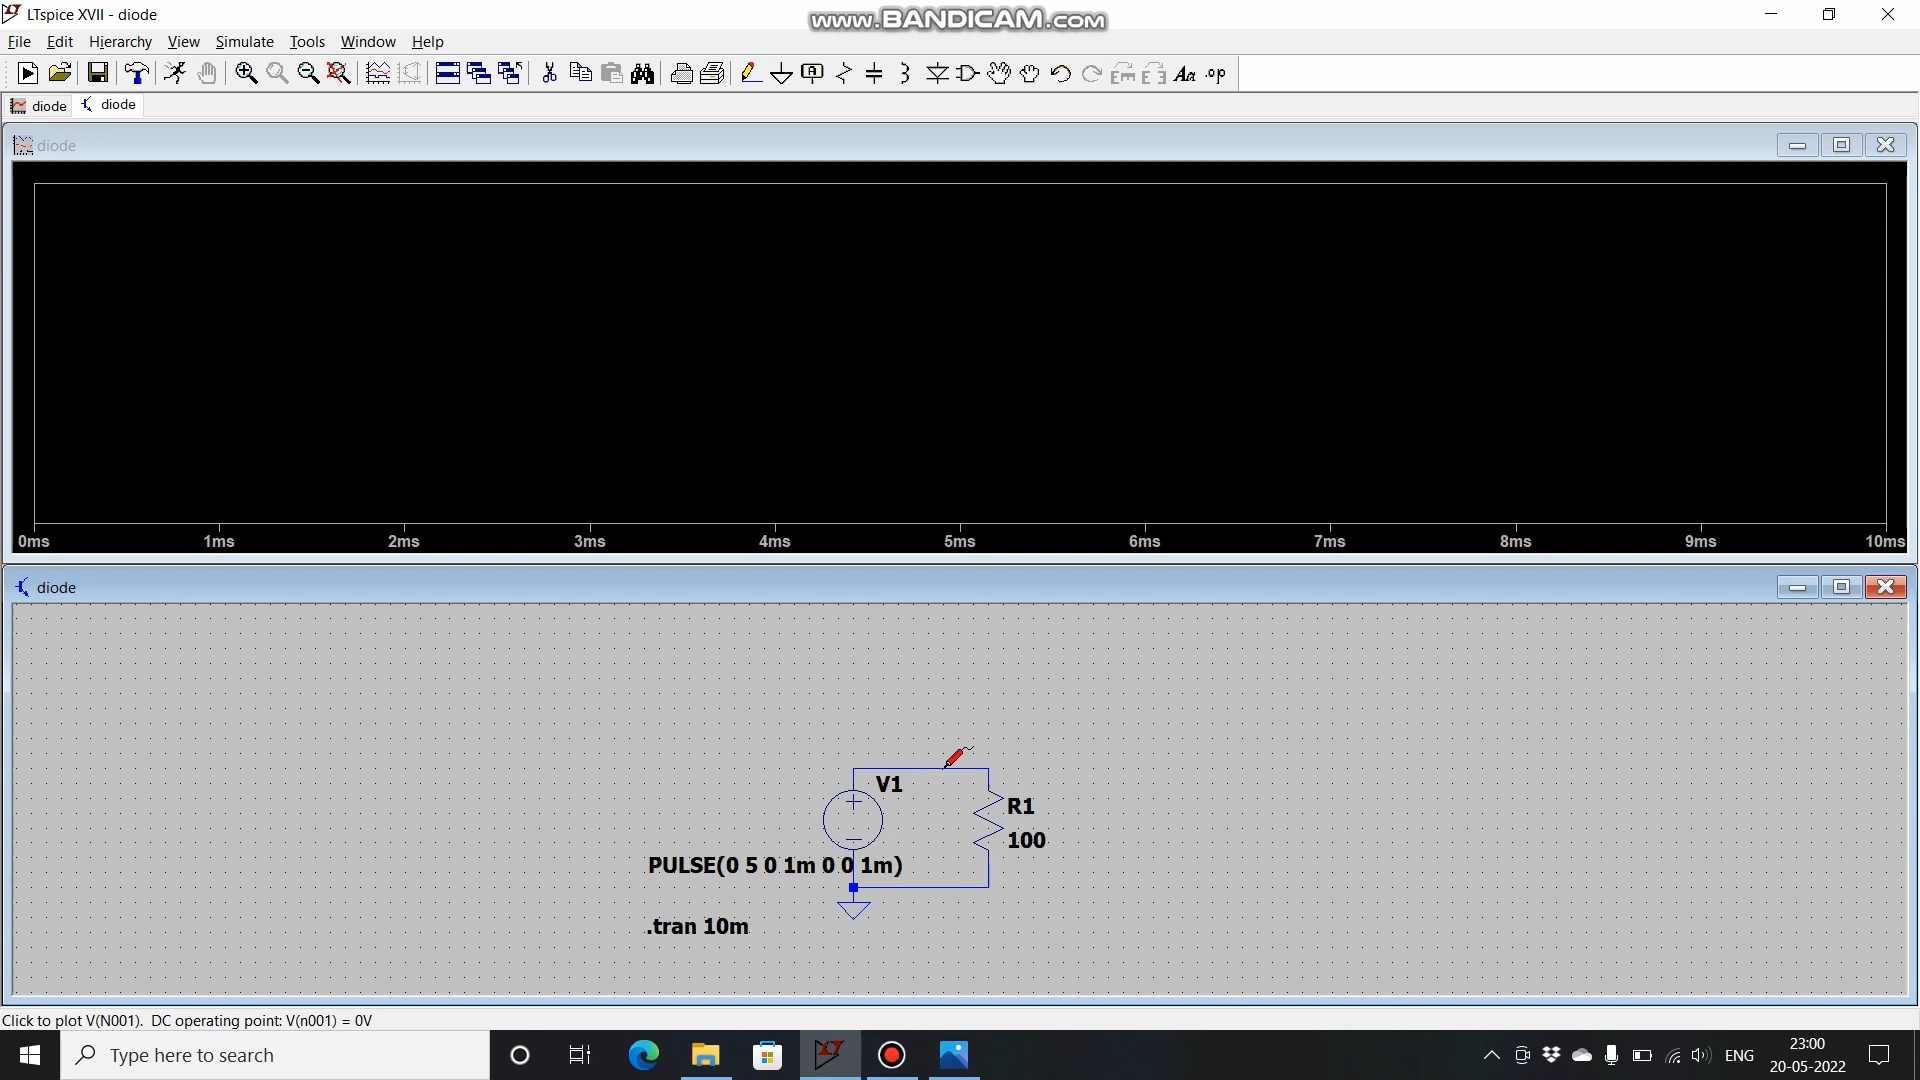 LTspice XVII - diode
www.BANDICAM.com
File Edit Hierarchy View Simulate Tools Window Help
Aa .op
diode diode
diode
0ms 1ms 2ms 3ms 4ms 5ms 6ms 7ms 8ms 9ms 10ms
diode
V1
R1
100
PULSE(0 5 0 1m 0 0 1m)
.tran 10m
Click to plot V(N001). DC operating point: V(n001) = 0V
Type here to search
ENG
23:00
20-05-2022